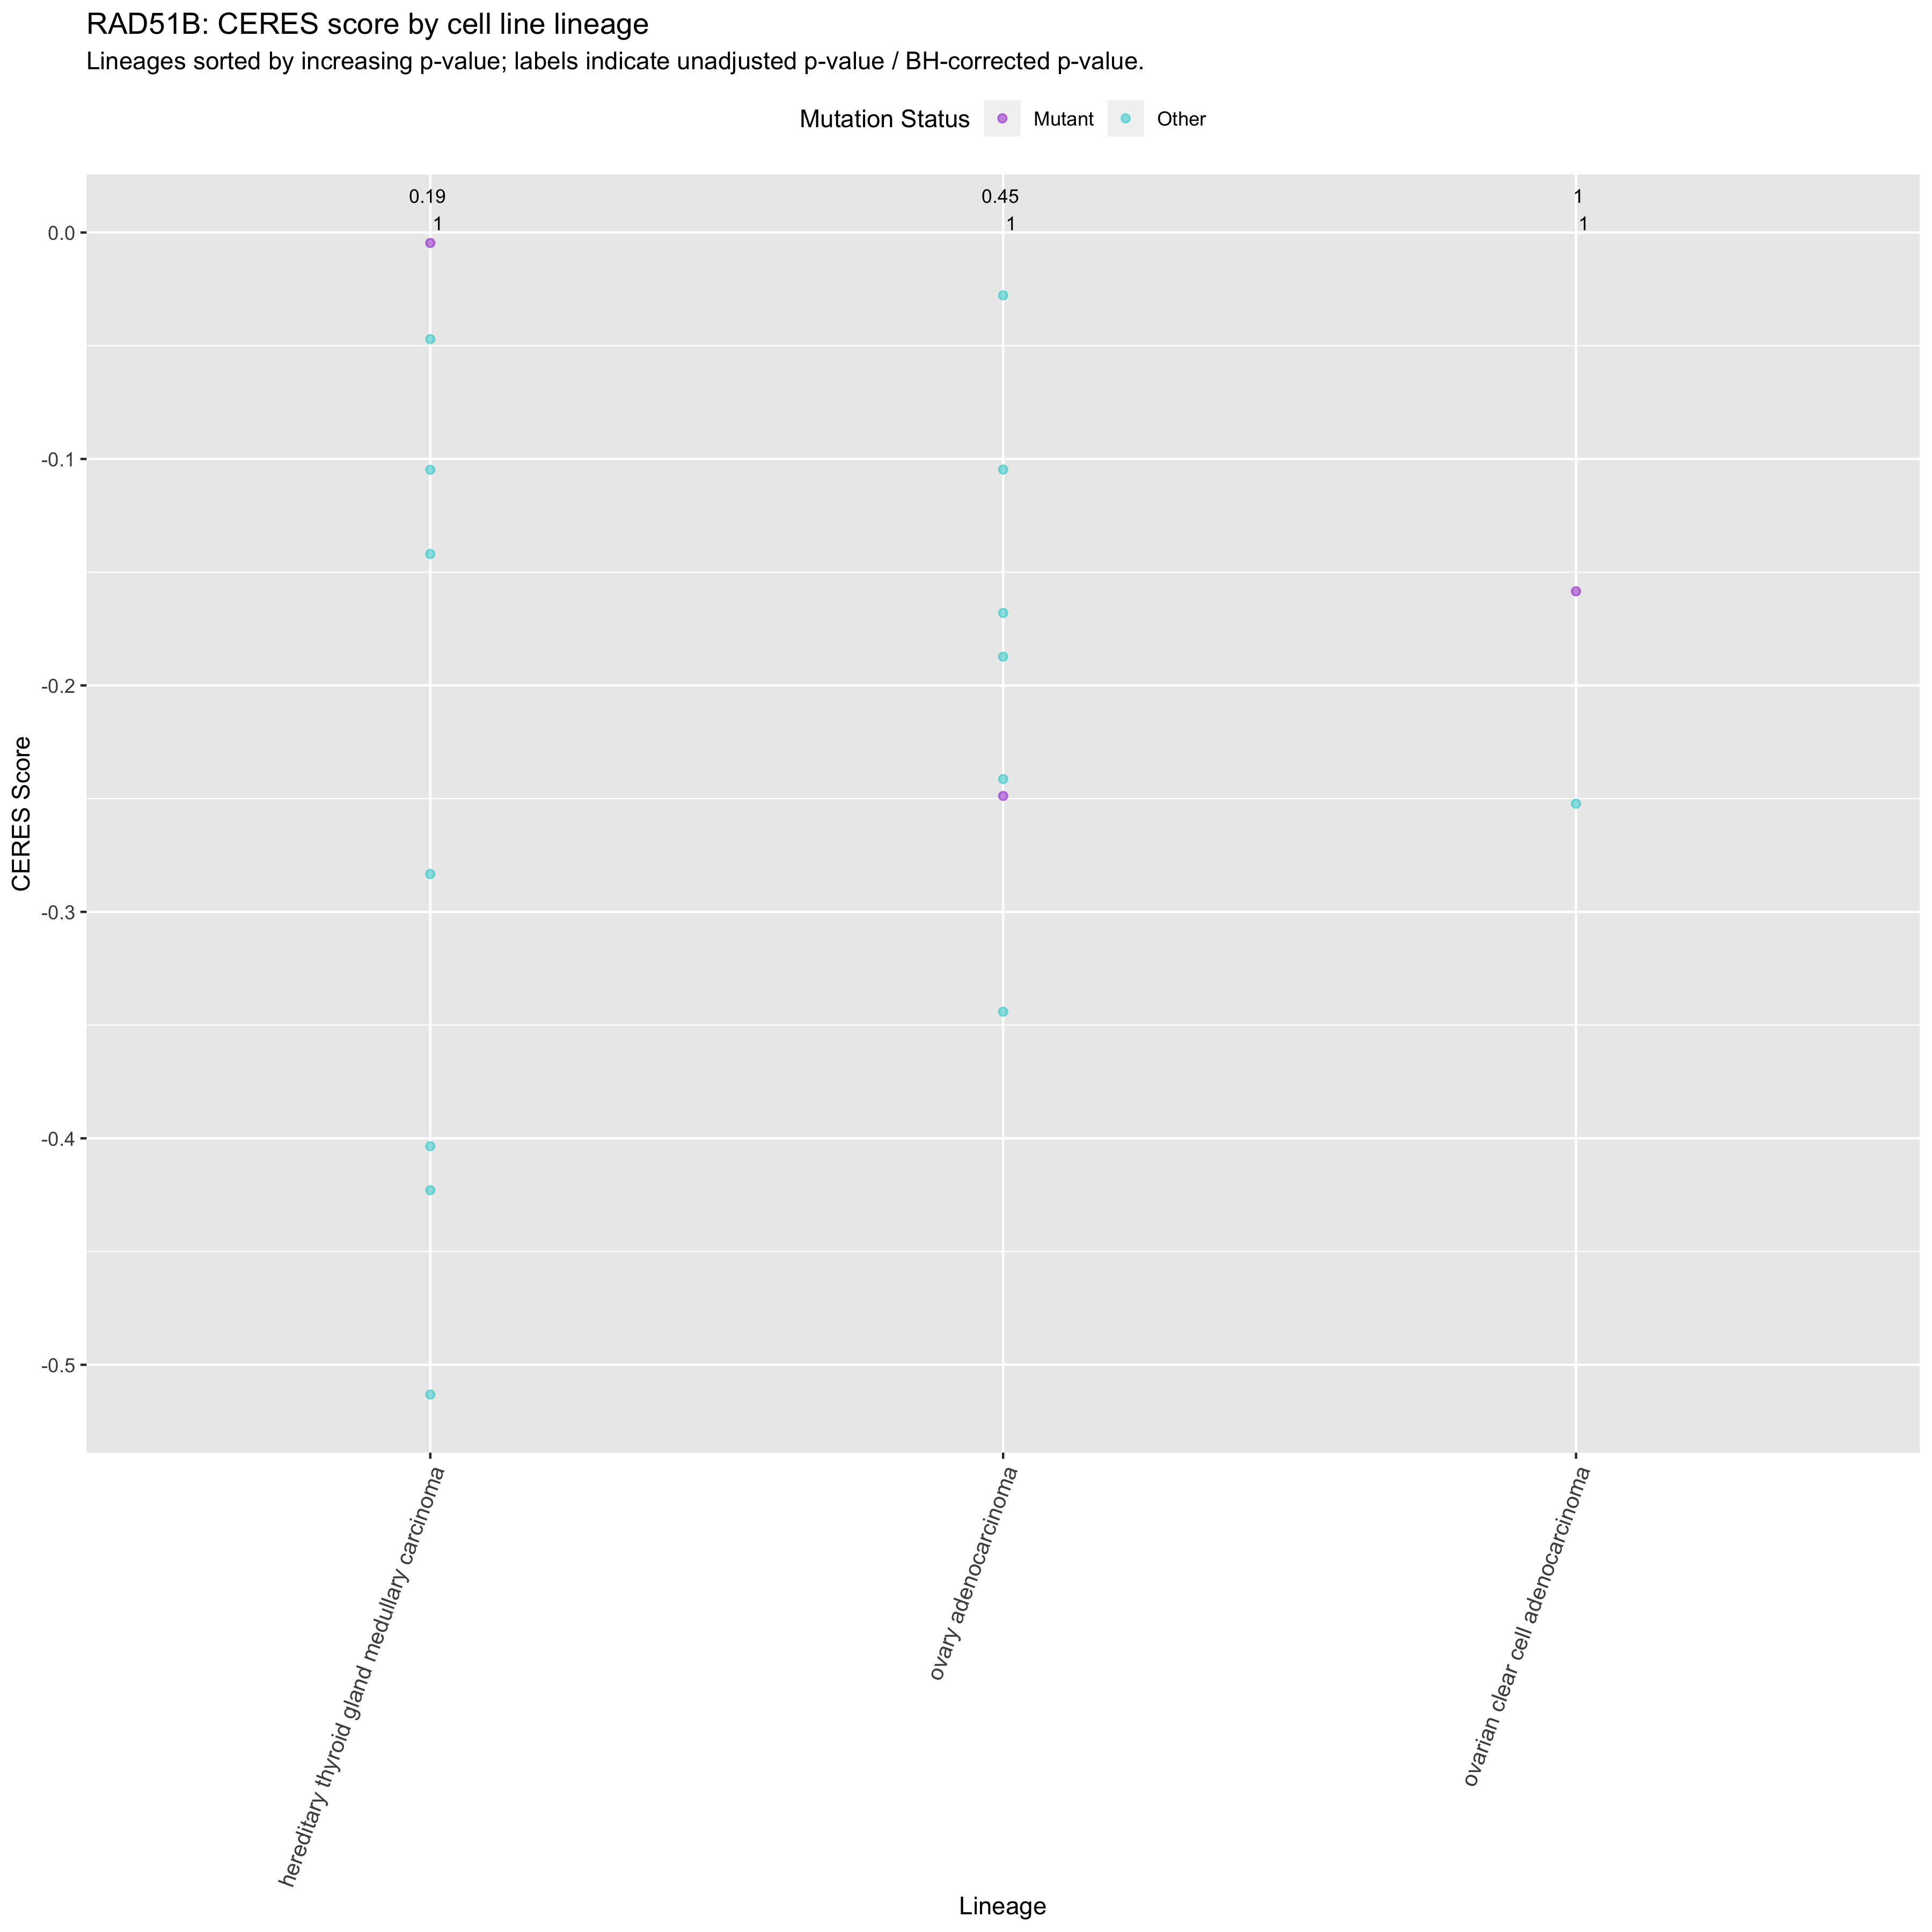 RAD51B: CERES score by cell line lineage
Lineages sorted by increasing p-value; labels indicate unadjusted p-value / BH-corrected p-value.
Mutation Status Mutant Other
0.19 0.45 1
1 1 1
0.0
-0.1
-0.2
-0.3
-0.4
-0.5
CERES Score
hereditary thyroid gland medullary carcinoma
ovary adenocarcinoma
ovarian clear cell adenocarcinoma
Lineage